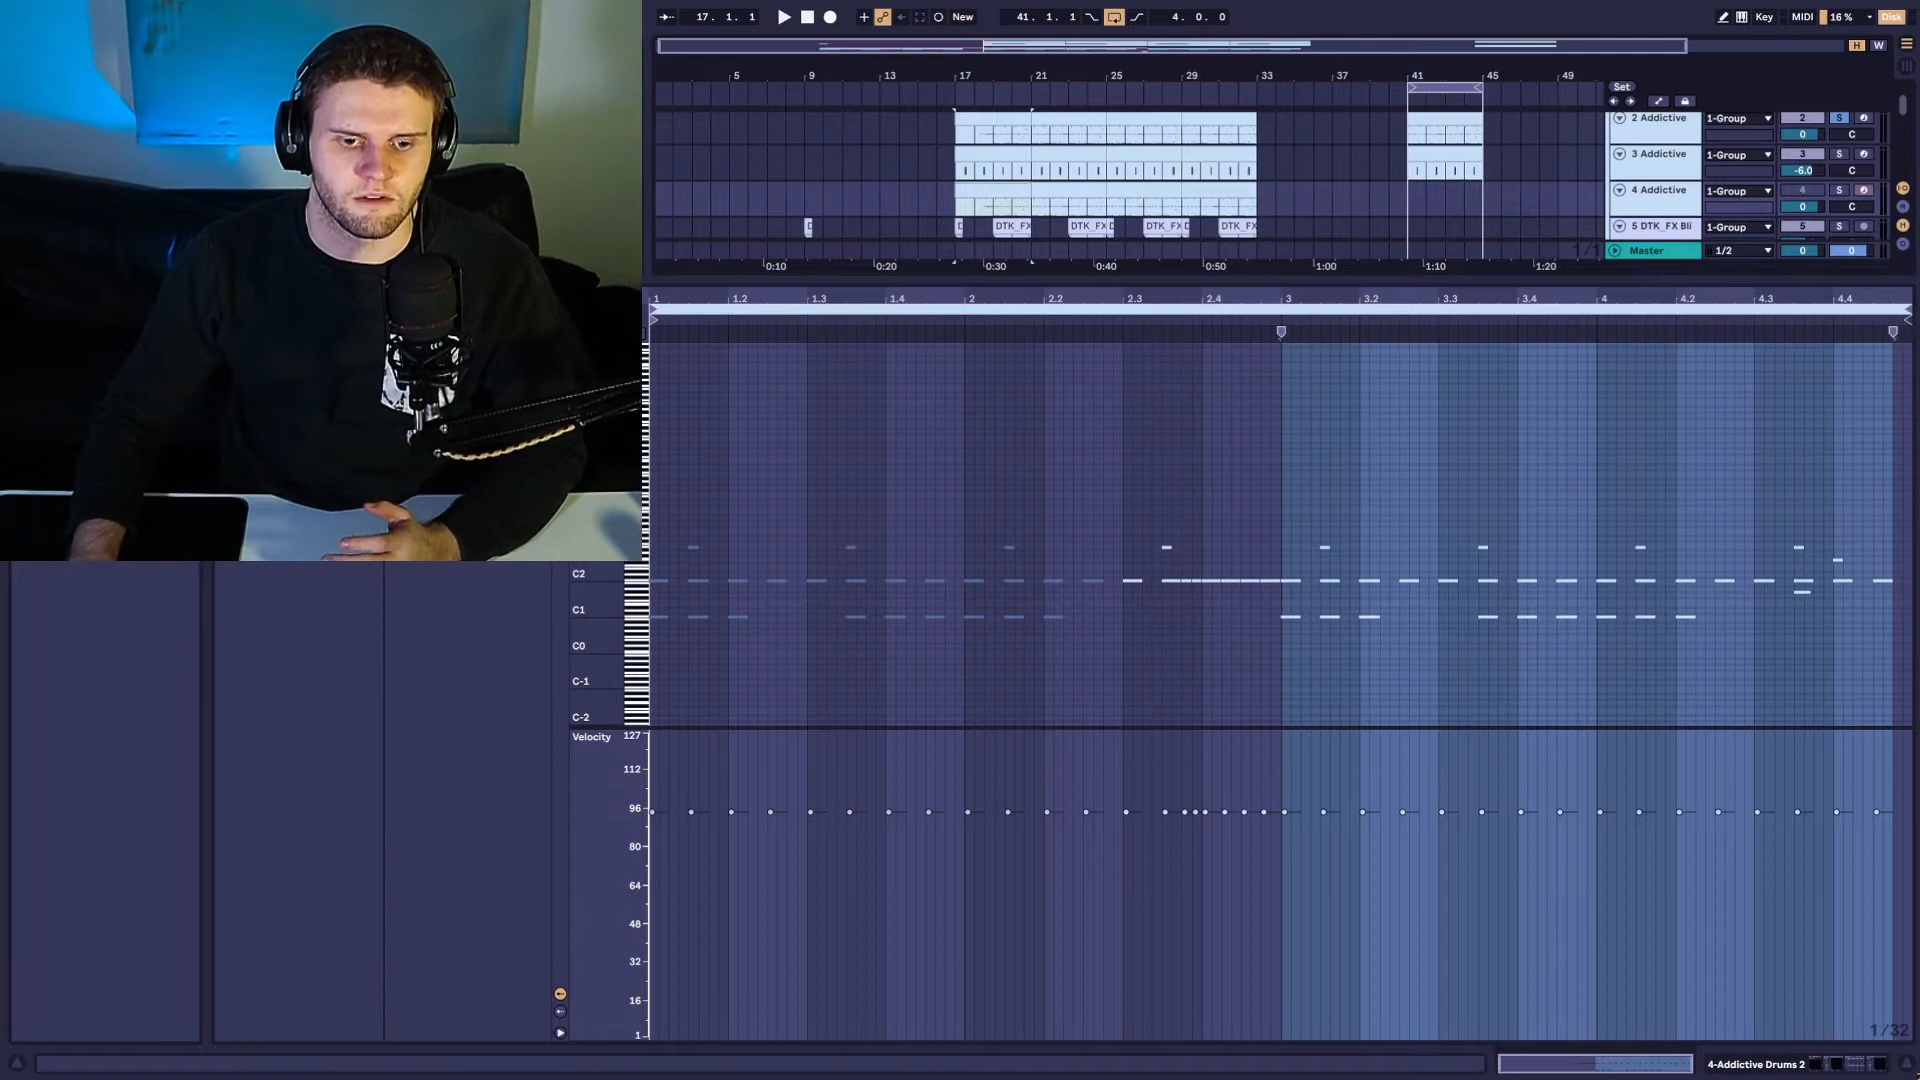 17. 1. 1
New
41. 1. 1
4. 0. 0
Key
MIDI
16 %
Disk
H
W
5
9
13
17
21
25
29
33
37
41
45
49
Set
2 Addictive
1-Group
2
S
0
C
3 Addictive
1-Group
3
S
-6.0
C
4 Addictive
1-Group
4
S
0
C
DTK_FX
DTK_FX
DTK_FX
DTK_FX
5 DTK_FX Bli
1-Group
5
S
1/1
Master
1/2
0
0
0:10
0:20
0:30
0:40
0:50
1:00
1:10
1:20
1
1.2
1.3
1.4
2
2.2
2.3
2.4
3
3.2
3.3
3.4
4
4.2
4.3
4.4
C2
C1
C0
C-1
C-2
Velocity
127
112
96
80
64
48
32
16
1
1/32
4-Addictive Drums 2